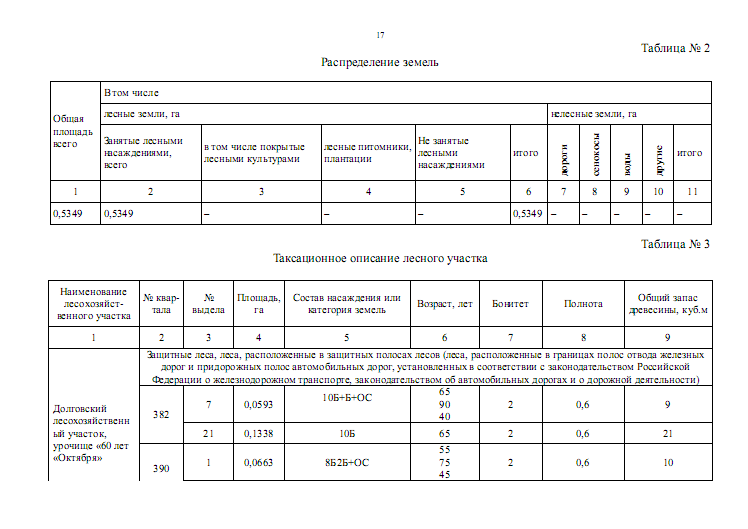 17
Таблица № 2
Распределение земель
Общая площадь всего
В том числе
лесные земли, га
нелесные земли, га
Занятые лесными насаждениями, всего
в том числе покрытые лесными культурами
лесные питомники, плантации
Не занятые лесными насаждениями
итого
дороги
сенокосы
воды
другие
итого
1 2 3 4 5 6 7 8 9 10 11
0,5349 0,5349 – – – 0,5349 – – – – –
Таблица № 3
Таксационное описание лесного участка
Наименование лесохозяйст-венного участка
№ квар-тала
№ выдела
Площадь, га
Состав насаждения или категория земель
Возраст, лет
Бонитет
Полнота
Общий запас древесины, куб.м
1 2 3 4 5 6 7 8 9
Защитные леса, леса, расположенные в защитных полосах лесов (леса, расположенные в границах полос отвода железных
дорог и придорожных полос автомобильных дорог, установленных в соответствии с законодательством Российской
Федерации о железнодорожном транспорте, законодательством об автомобильных дорогах и о дорожной деятельности)
Долговский
лесохозяйственн
ый участок,
урочище «60 лет
«Октября»
382
7 0,0593 10Б+Б+ОС 65 90 40 2 0,6 9
21 0,1338 10Б 65 2 0,6 21
390
1 0,0663 8Б2Б+ОС 55 75 45 2 0,6 10